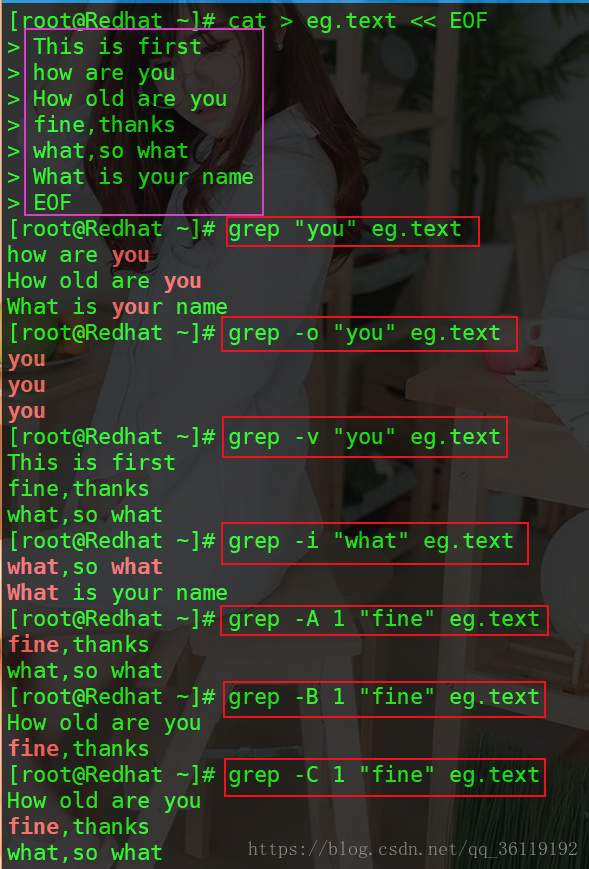 [root@Redhat ~]# cat > eg.text << EOF
> This is first
> how are you
> How old are you
> fine,thanks
> what,so what
> What is your name
> EOF
[root@Redhat ~]# grep "you" eg.text
how are you
How old are you
What is your name
[root@Redhat ~]# grep -o "you" eg.text
you
you
you
[root@Redhat ~]# grep -v "you" eg.text
This is first
fine,thanks
what,so what
[root@Redhat ~]# grep -i "what" eg.text
what,so what
What is your name
[root@Redhat ~]# grep -A 1 "fine" eg.text
fine,thanks
what,so what
[root@Redhat ~]# grep -B 1 "fine" eg.text
How old are you
fine,thanks
[root@Redhat ~]# grep -C 1 "fine" eg.text
How old are you
fine,thanks
what,so what
https://blog.csdn.net/qq_36119192